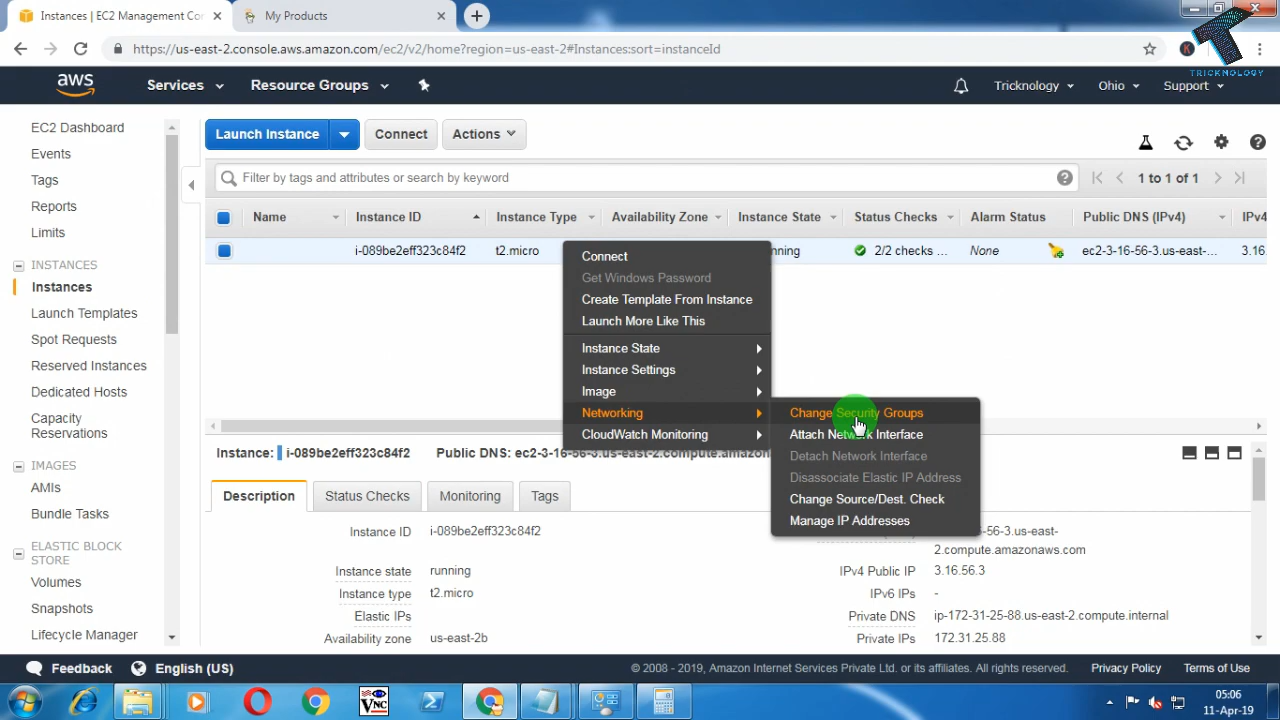 Instances | EC2 Management Co
My Products
https://us-east-2.console.aws.amazon.com/ec2/v2/home?region=us-east-2#Instances:sort=instanceId
K
TRICKNOLOGY
aws
Services
Resource Groups
Tricknology
Ohio
Support
EC2 Dashboard
Events
Tags
Reports
Limits
INSTANCES
Instances
Launch Templates
Spot Requests
Reserved Instances
Dedicated Hosts
Capacity
Reservations
IMAGES
AMIs
Bundle Tasks
ELASTIC BLOCK
STORE
Volumes
Snapshots
Lifecycle Manager
Launch Instance
Connect
Actions
Filter by tags and attributes or search by keyword
1 to 1 of 1
Name Instance ID Instance Type Availability Zone Instance State Status Checks Alarm Status Public DNS (IPv4) IPv4
i-089be2eff323c84f2 t2.micro nning 2/2 checks ... None ec2-3-16-56-3.us-east-... 3.16.
Connect
Get Windows Password
Create Template From Instance
Launch More Like This
Instance State
Instance Settings
Image
Networking
CloudWatch Monitoring
Change Security Groups
Attach Network Interface
Detach Network Interface
Disassociate Elastic IP Address
Change Source/Dest. Check
Manage IP Addresses
Instance: i-089be2eff323c84f2 Public DNS: ec2-3-16-56-3.us-east-2.compute.amazon
Description
Status Checks
Monitoring
Tags
Instance ID i-089be2eff323c84f2
Instance state running
Instance type t2.micro
Elastic IPs
Availability zone us-east-2b
-56-3.us-east-
2.compute.amazonaws.com
IPv4 Public IP 3.16.56.3
IPv6 IPs -
Private DNS ip-172-31-25-88.us-east-2.compute.internal
Private IPs 172.31.25.88
Feedback
English (US)
© 2008 - 2019, Amazon Internet Services Private Ltd. or its affiliates. All rights reserved.
Privacy Policy
Terms of Use
VNC
05:06
11-Apr-19